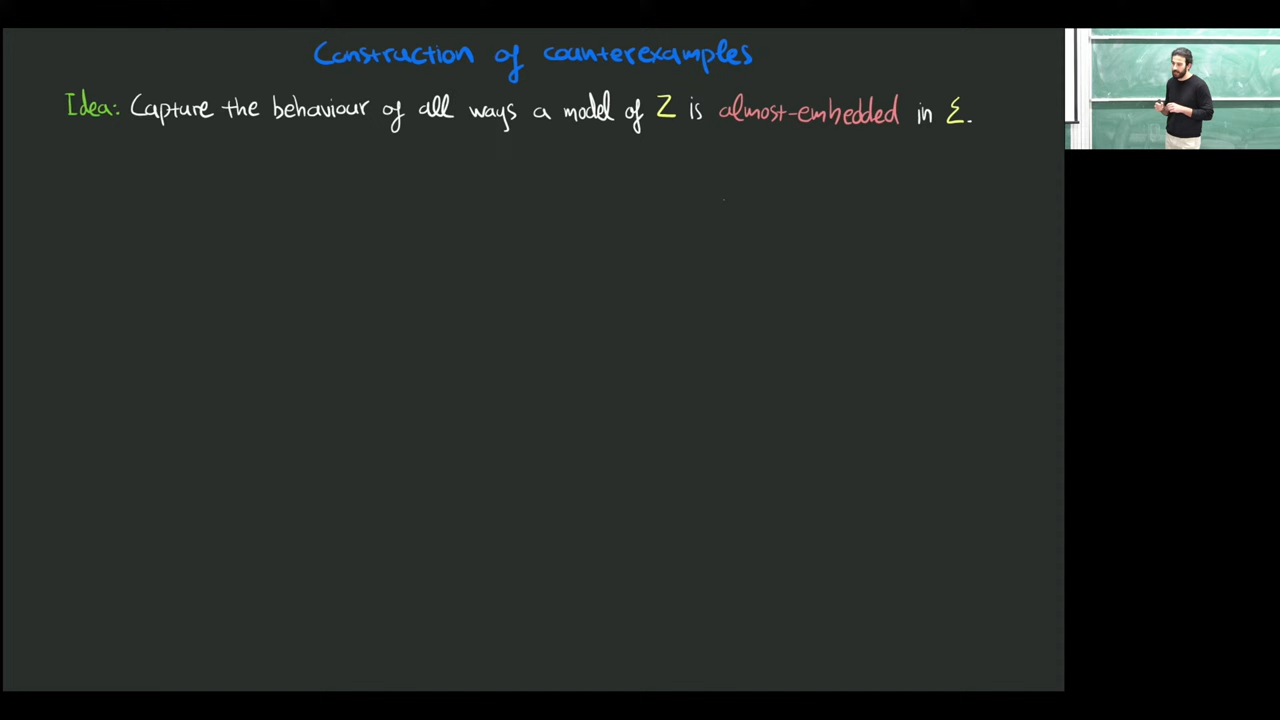 Construction of counterexamples
Idea: Capture the behaviour of all ways a model of Z is almost-embedded in Σ.